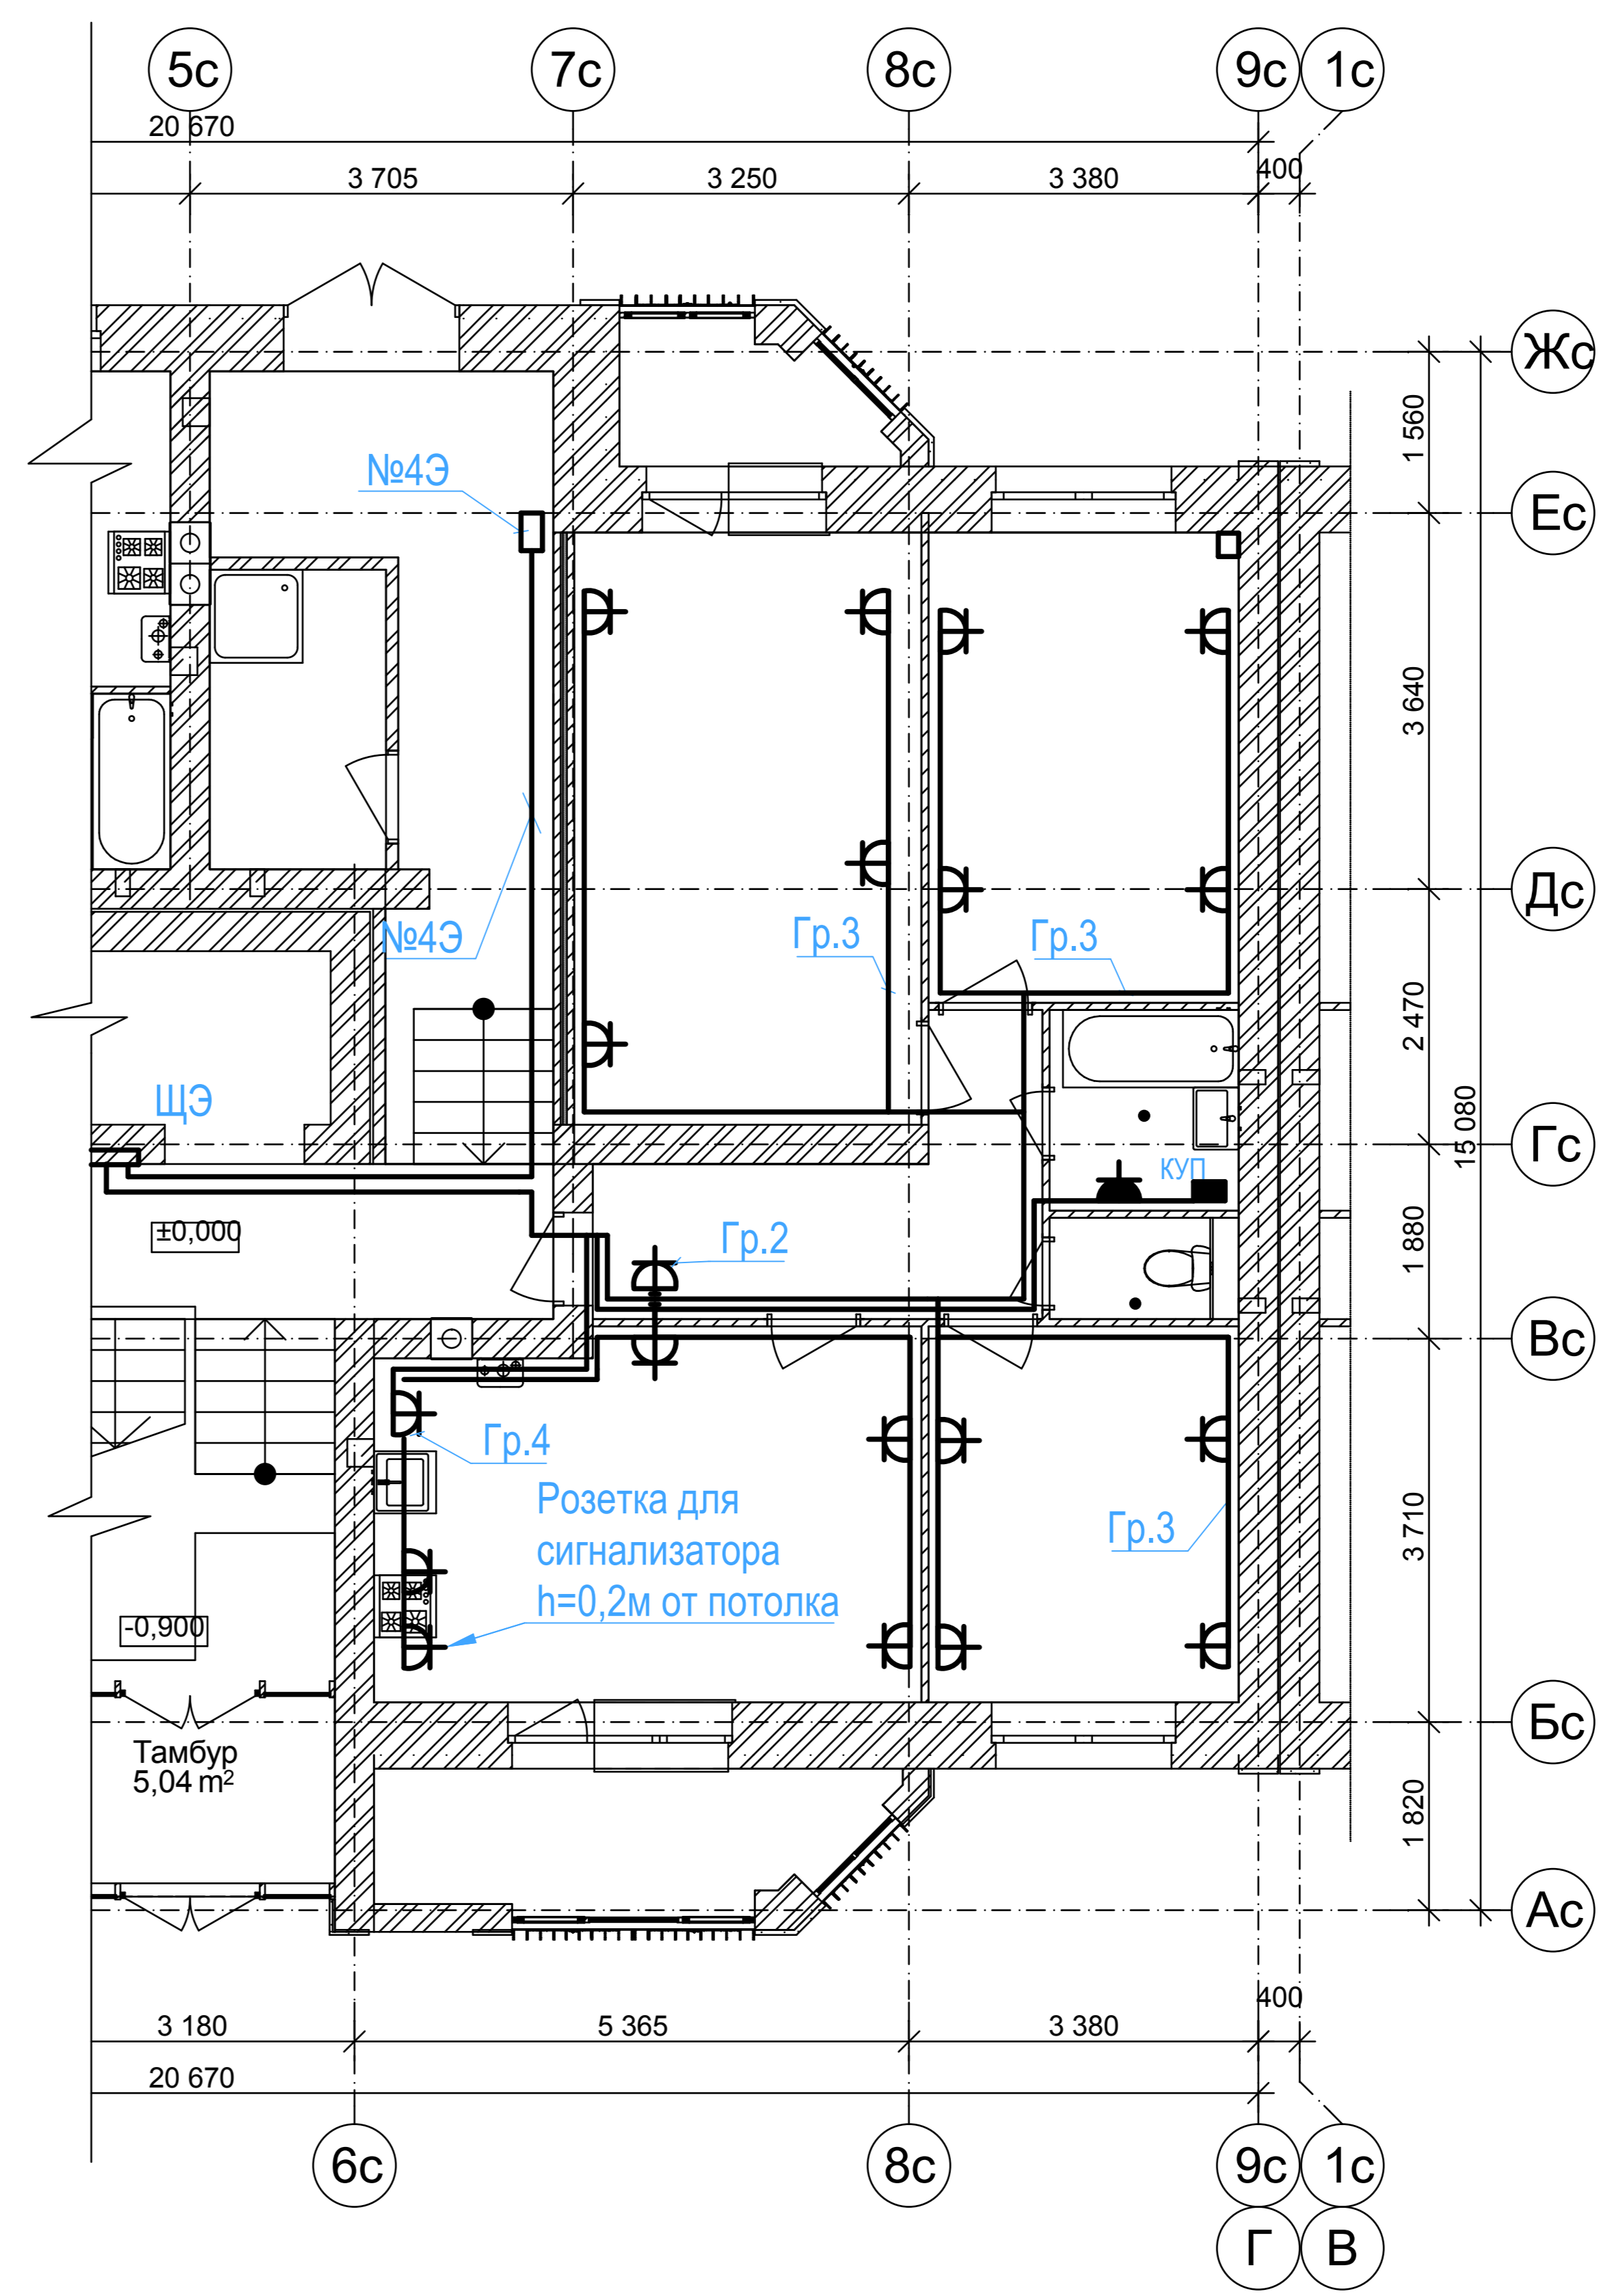 5с 7с 8с 9с 1с
20 670
3 705 3 250 3 380 400
Жс
1 560
№4Э
Ес
3 640
Дс
№4Э
Гр.3 Гр.3
2 470
ЩЭ
15 080
Гс
КУП
±0,000
Гр.2
1 880
Вс
Гр.4
Розетка для
сигнализатора
h=0,2м от потолка
Гр.3
3 710
-0,900
Бс
Тамбур
5,04 m²
1 820
Ас
400
3 180 5 365 3 380
20 670
6с 8с 9с 1с
Г В